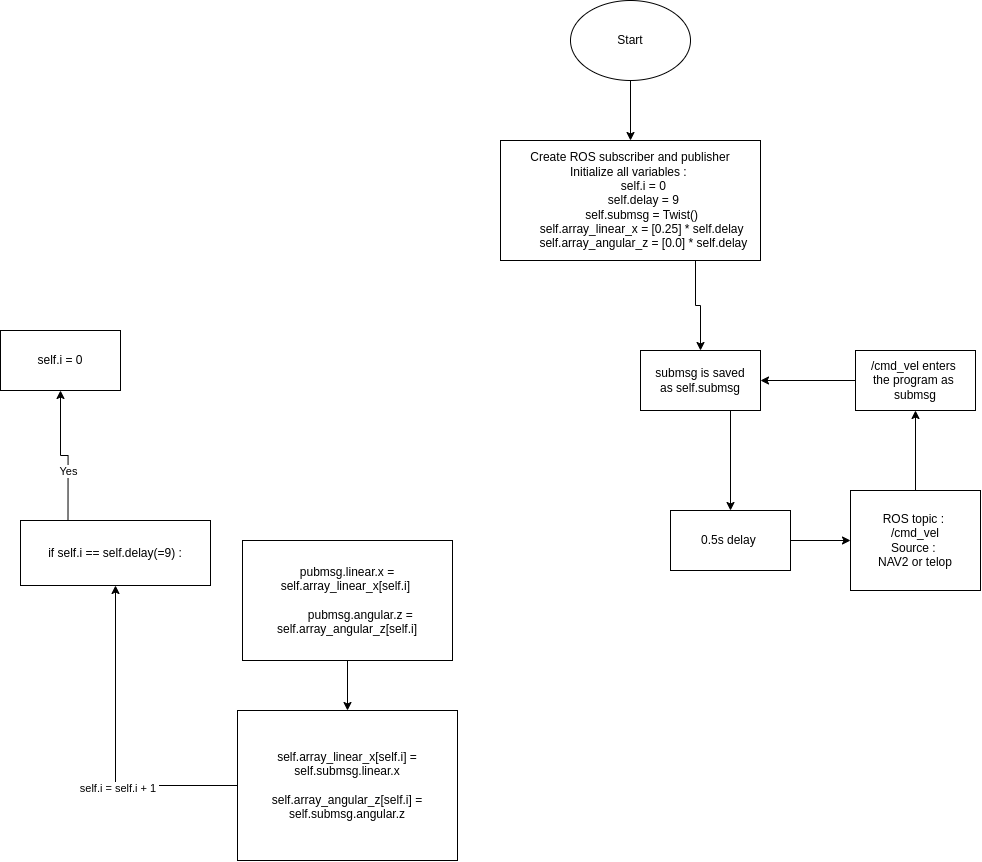 Start
Create ROS subscriber and publisher
Initialize all variables :
self.i = 0
self.delay = 9
self.submsg = Twist()
self.array_linear_x = [0.25] * self.delay
self.array_angular_z = [0.0] * self.delay
self.i = 0
submsg is saved
as self.submsg
/cmd_vel enters
the program as
submsg
Yes
if self.i == self.delay(=9) :
0.5s delay
ROS topic :
/cmd_vel
Source :
NAV2 or telop
pubmsg.linear.x =
self.array_linear_x[self.i]
pubmsg.angular.z =
self.array_angular_z[self.i]
self.array_linear_x[self.i] =
self.submsg.linear.x
self.array_angular_z[self.i] =
self.submsg.angular.z
self.i = self.i + 1